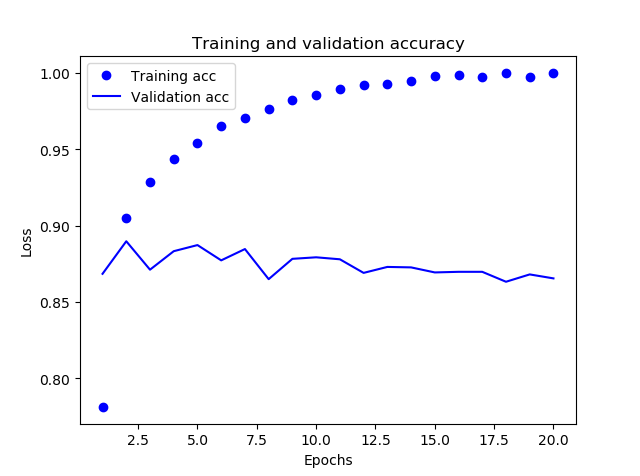 Training and validation accuracy
Training acc
Validation acc
Loss
1.00
0.95
0.90
0.85
0.80
2.5 5.0 7.5 10.0 12.5 15.0 17.5 20.0
Epochs